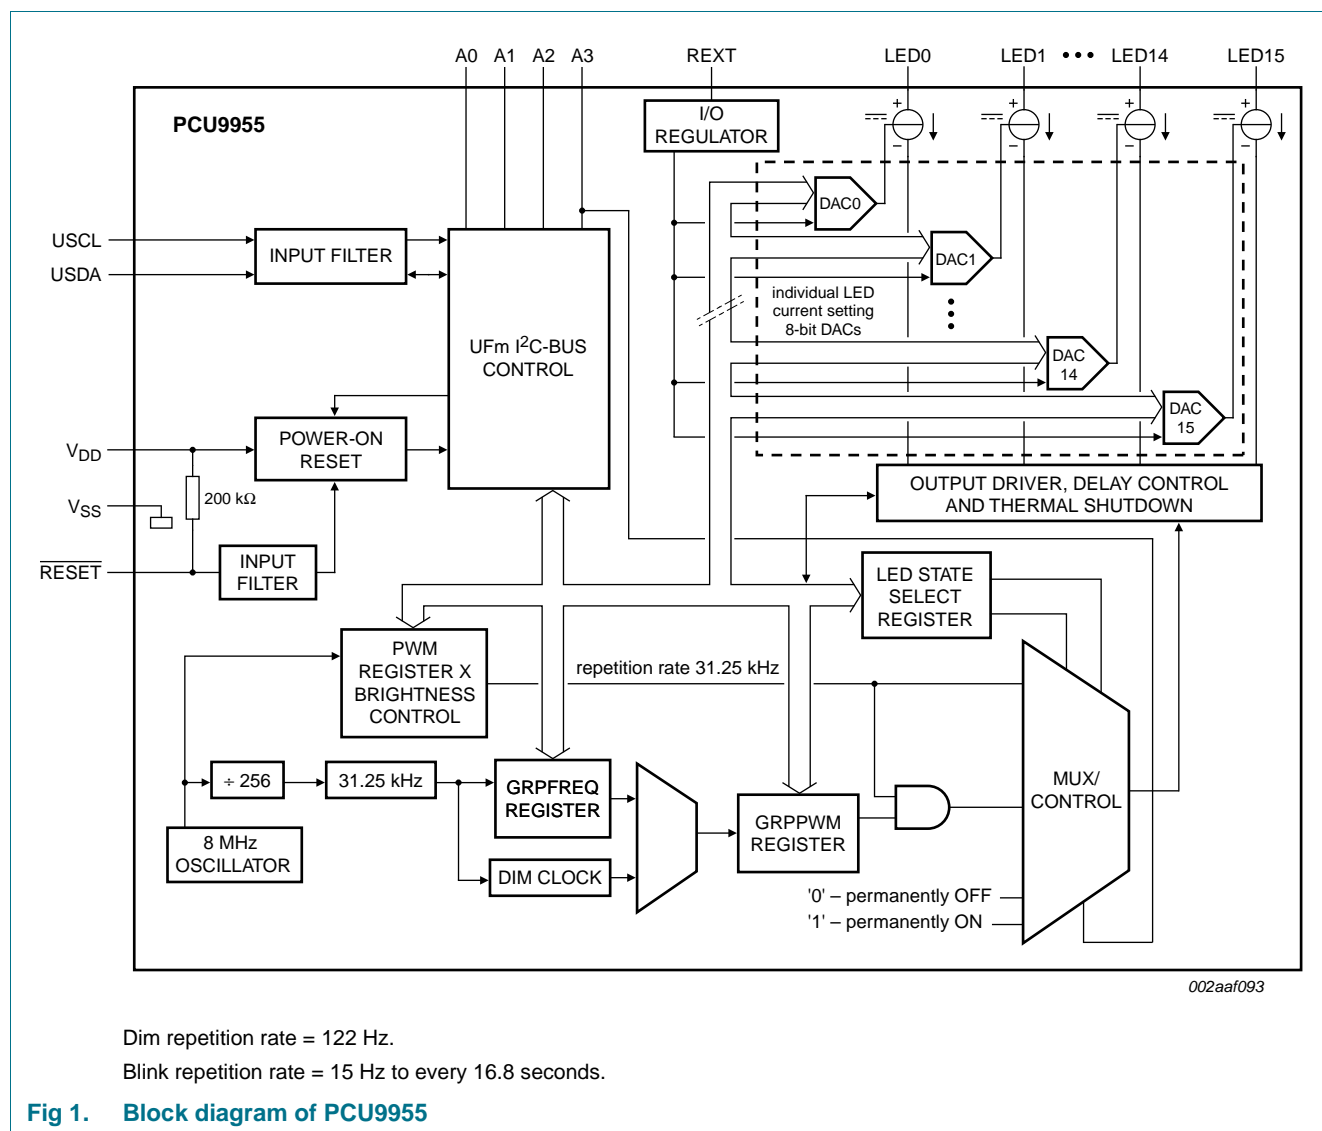 A0 A1 A2 A3 REXT LED0 LED1 ••• LED14 LED15
PCU9955
I/O
REGULATOR
+ + + +
− − − −
DAC0
DAC1
individual LED
current setting
8-bit DACs
DAC
14
DAC
15
USCL
USDA
INPUT FILTER
UFm I²C-BUS
CONTROL
VDD
POWER-ON
RESET
200 kΩ
VSS
RESET
INPUT
FILTER
OUTPUT DRIVER, DELAY CONTROL
AND THERMAL SHUTDOWN
LED STATE
SELECT
REGISTER
PWM
REGISTER X
BRIGHTNESS
CONTROL
repetition rate 31.25 kHz
÷ 256
31.25 kHz
GRPFREQ
REGISTER
MUX/
CONTROL
GRPPWM
REGISTER
8 MHz
OSCILLATOR
DIM CLOCK
'0' – permanently OFF
'1' – permanently ON
002aaf093
Dim repetition rate = 122 Hz.
Blink repetition rate = 15 Hz to every 16.8 seconds.
Fig 1. Block diagram of PCU9955